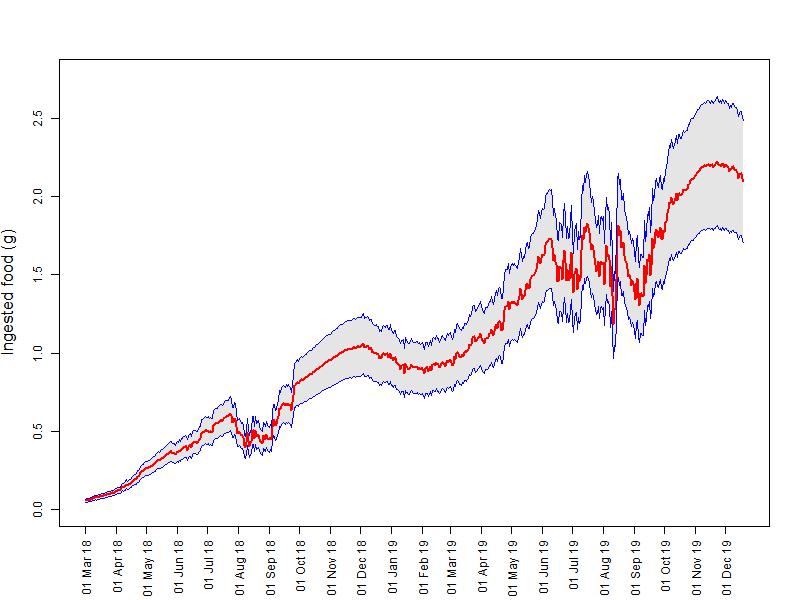 Ingested food (g)
2.5
2.0
1.5
1.0
0.5
0.0
01 Mar 18
01 Apr 18
01 May 18
01 Jun 18
01 Jul 18
01 Aug 18
01 Sep 18
01 Oct 18
01 Nov 18
01 Dec 18
01 Jan 19
01 Feb 19
01 Mar 19
01 Apr 19
01 May 19
01 Jun 19
01 Jul 19
01 Aug 19
01 Sep 19
01 Oct 19
01 Nov 19
01 Dec 19